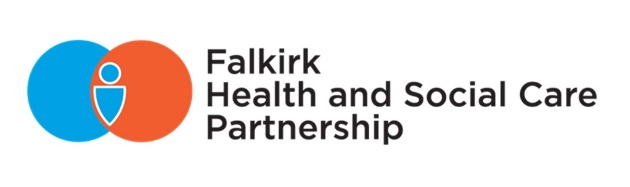 Falkirk
Health and Social Care
Partnership